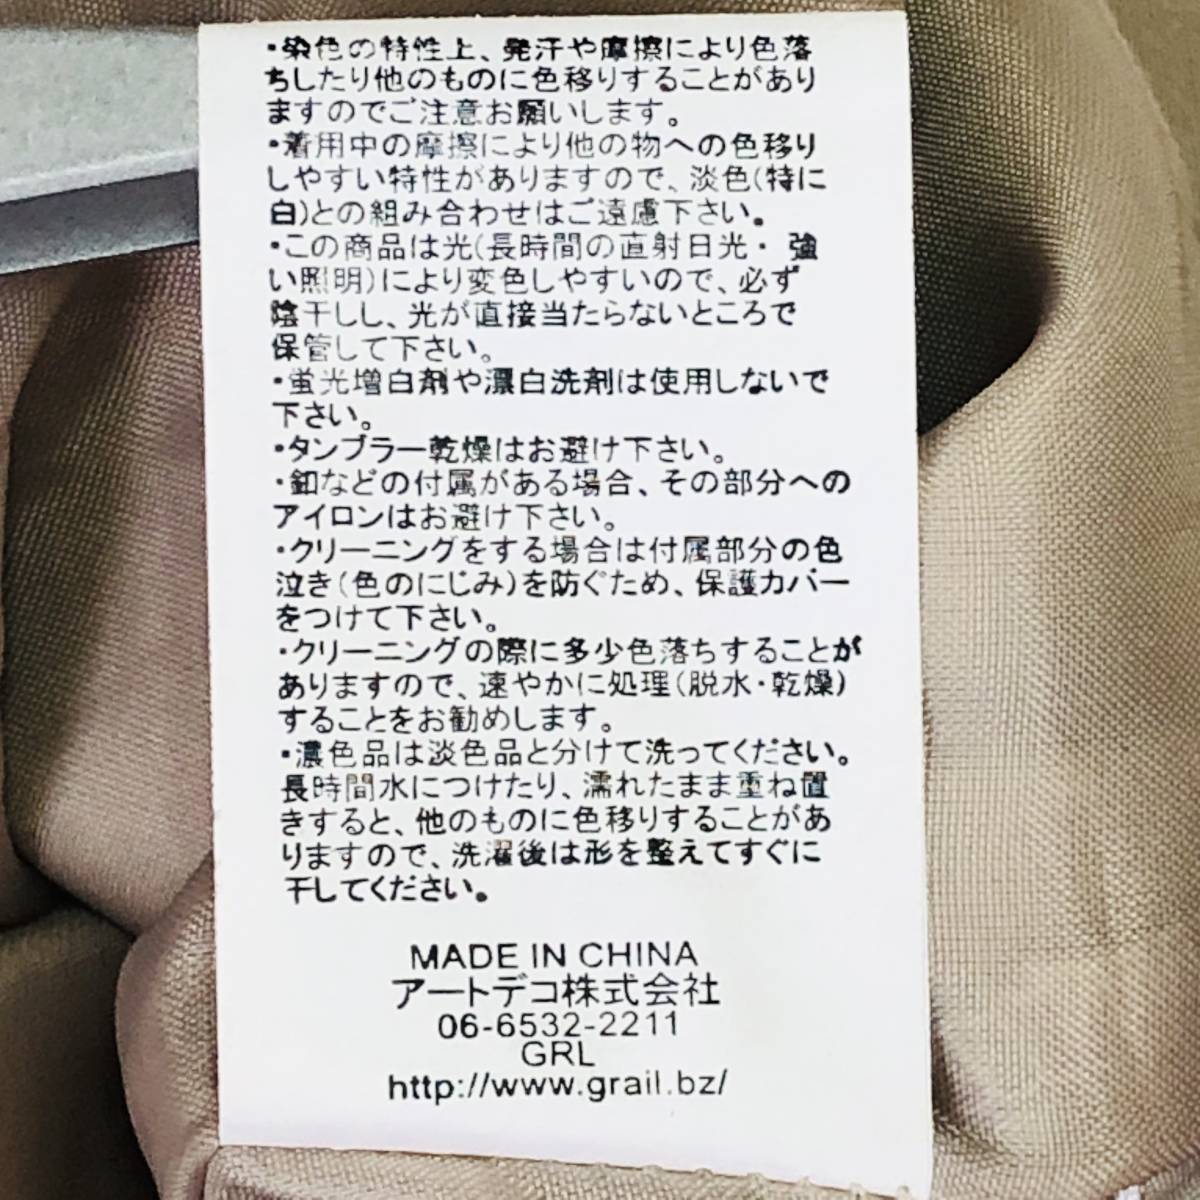 ・染色の特性上、発汗や摩擦により色落
ちしたり他のものに色移りすることがあり
ますのでご注意お願いします。
・着用中の摩擦により他の物への色移り
しやすい特性がありますので、淡色(特に
白)との組み合わせはご遠慮下さい。
・この商品は光(長時間の直射日光・強
い照明)により変色しやすいので、必ず
陰干しし、光が直接当たらないところで
保管して下さい。
・蛍光増白剤や漂白洗剤は使用しないで
下さい。
・タンブラー乾燥はお避け下さい。
・釦などの付属がある場合、その部分への
アイロンはお避け下さい。
・クリーニングをする場合は付属部分の色
泣き(色のにじみ)を防ぐため、保護カバー
をつけて下さい。
・クリーニングの際に多少色落ちすることが
ありますので、速やかに処理(脱水・乾燥)
することをお勧めします。
・濃色品は淡色品と分けて洗ってください。
長時間水につけたり、濡れたまま重ね置
きすると、他のものに色移りすることがあ
りますので、洗濯後は形を整えてすぐに
干してください。
MADE IN CHINA
アートデコ株式会社
06-6532-2211
GRL
http://www.grail.bz/